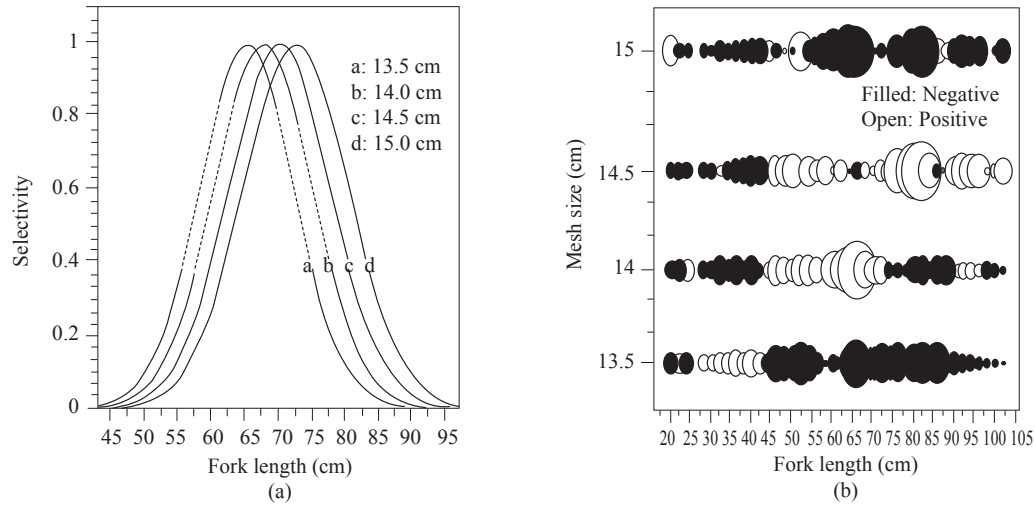 1
0.8
0.6
0.4
0.2
0
Selectivity
a: 13.5 cm
b: 14.0 cm
c: 14.5 cm
d: 15.0 cm
a b c d
45 50 55 60 65 70 75 80 85 90 95
Fork length (cm)
(a)
15
14.5
14
13.5
Mesh size (cm)
Filled: Negative
Open: Positive
20 25 30 35 40 45 50 55 60 65 70 75 80 85 90 95 100 105
Fork length (cm)
(b)